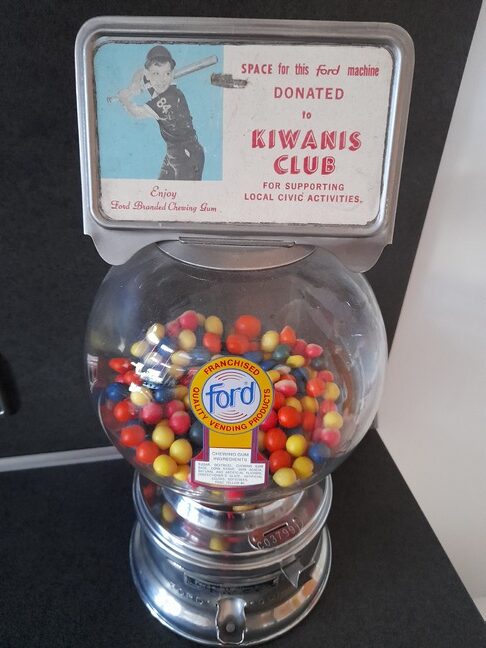 84
SPACE for this ford machine
DONATED
to
KIWANIS
CLUB
FOR SUPPORTING
LOCAL CIVIC ACTIVITIES.
Enjoy
Ford Branded Chewing Gum
FRANCHISED
ford
QUALITY VENDING PRODUCTS
CHEWING GUM
INGREDIENTS